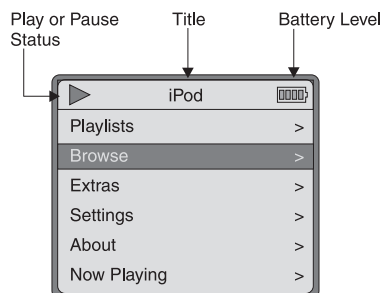 Play or Pause Status
Title
Battery Level
iPod
Playlists >
Browse >
Extras >
Settings >
About >
Now Playing >